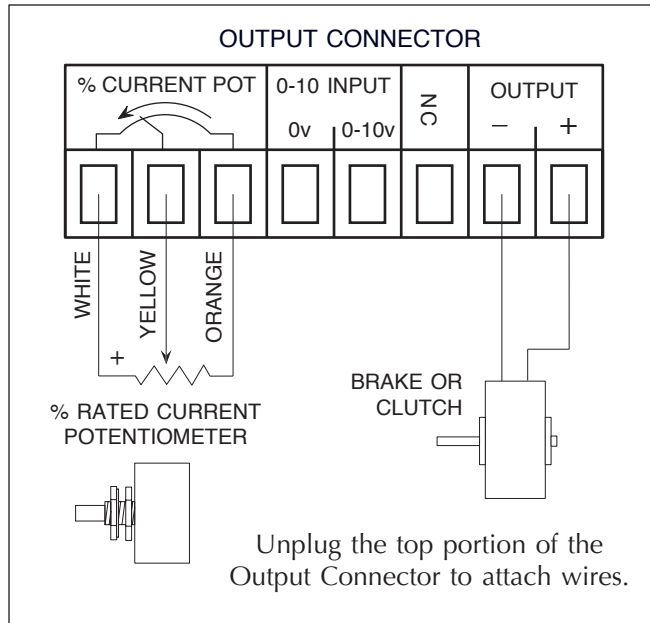 OUTPUT CONNECTOR
% CURRENT POT
0-10 INPUT
0v
0-10v
NC
OUTPUT
– +
WHITE
YELLOW
ORANGE
+
% RATED CURRENT
POTENTIOMETER
BRAKE OR
CLUTCH
Unplug the top portion of the
Output Connector to attach wires.